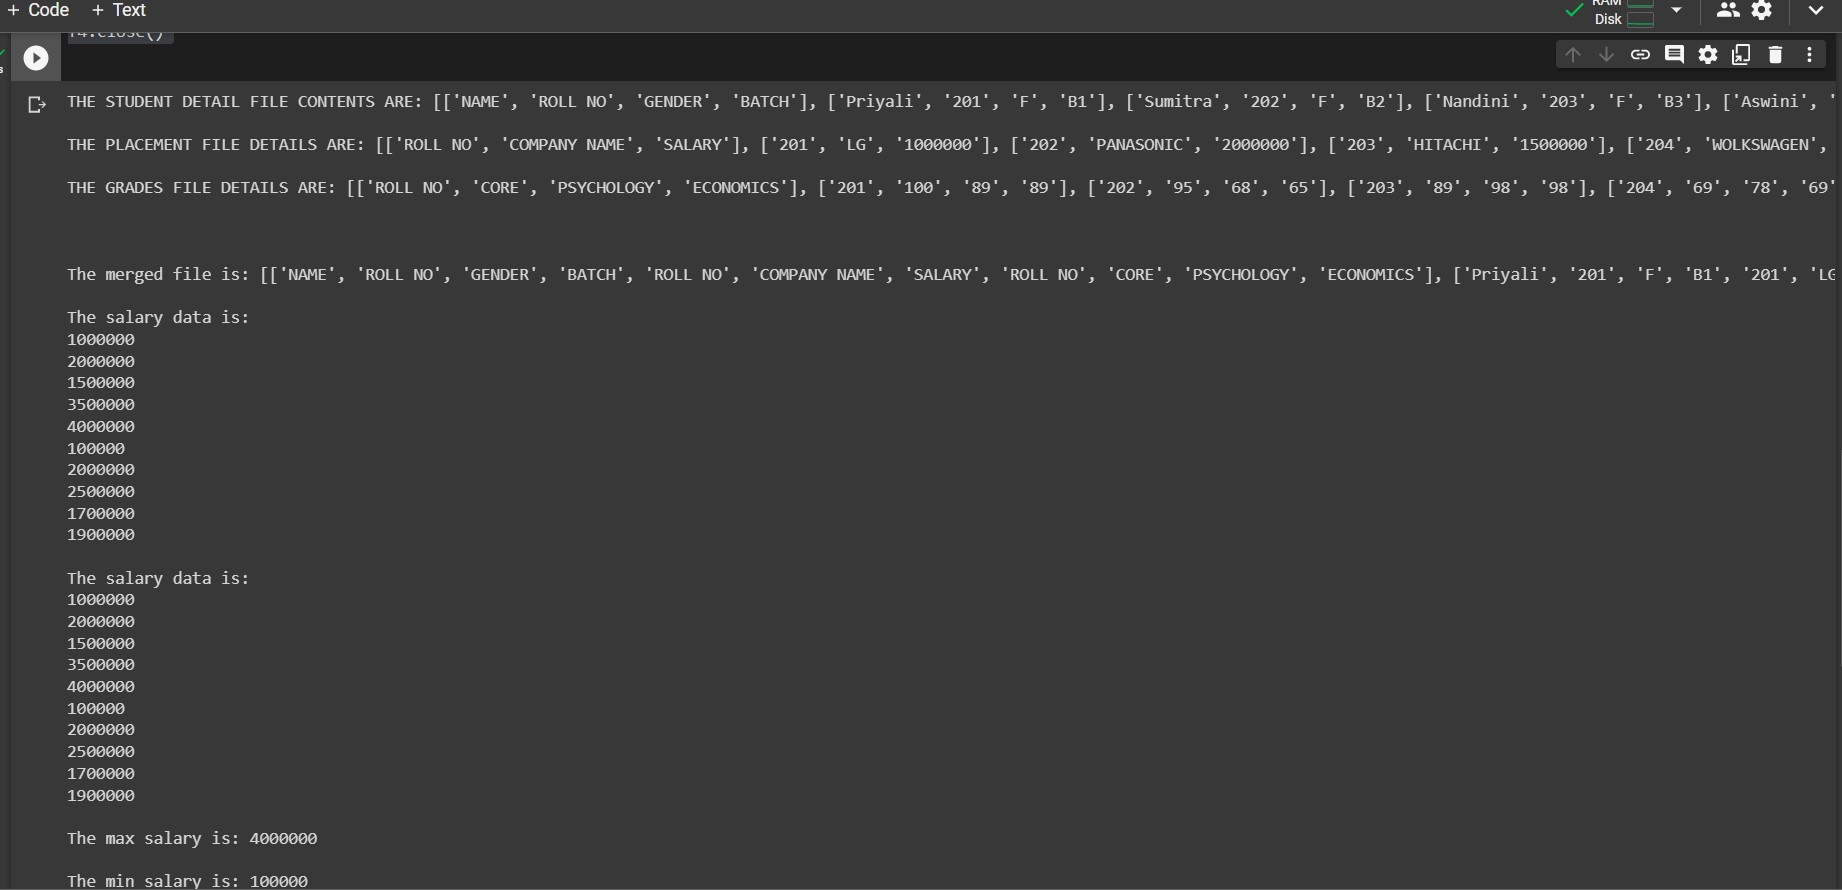 + Code + Text
RAM
Disk
f4.close()
THE STUDENT DETAIL FILE CONTENTS ARE: [['NAME', 'ROLL NO', 'GENDER', 'BATCH'], ['Priyali', '201', 'F', 'B1'], ['Sumitra', '202', 'F', 'B2'], ['Nandini', '203', 'F', 'B3'], ['Aswini', '
THE PLACEMENT FILE DETAILS ARE: [['ROLL NO', 'COMPANY NAME', 'SALARY'], ['201', 'LG', '1000000'], ['202', 'PANASONIC', '2000000'], ['203', 'HITACHI', '1500000'], ['204', 'WOLKSWAGEN',
THE GRADES FILE DETAILS ARE: [['ROLL NO', 'CORE', 'PSYCHOLOGY', 'ECONOMICS'], ['201', '100', '89', '89'], ['202', '95', '68', '65'], ['203', '89', '98', '98'], ['204', '69', '78', '69'
The merged file is: [['NAME', 'ROLL NO', 'GENDER', 'BATCH', 'ROLL NO', 'COMPANY NAME', 'SALARY', 'ROLL NO', 'CORE', 'PSYCHOLOGY', 'ECONOMICS'], ['Priyali', '201', 'F', 'B1', '201', 'LG
The salary data is:
1000000
2000000
1500000
3500000
4000000
100000
2000000
2500000
1700000
1900000
The salary data is:
1000000
2000000
1500000
3500000
4000000
100000
2000000
2500000
1700000
1900000
The max salary is: 4000000
The min salary is: 100000